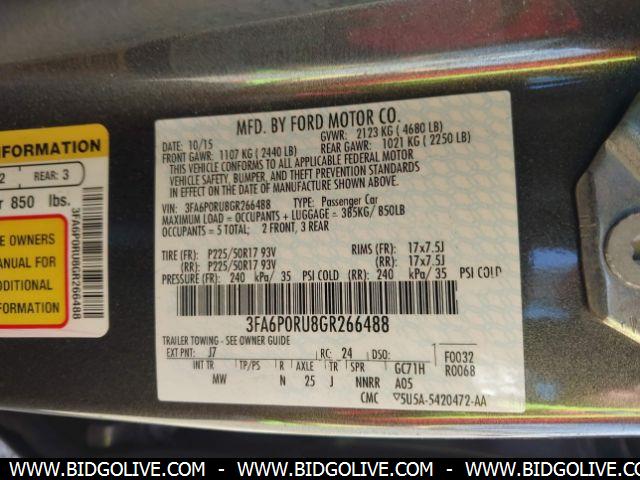 MFD. BY FORD MOTOR CO.
DATE: 10/15 GVWR: 2123 KG ( 4680 LB)
FRONT GAWR: 1107 KG ( 2440 LB) REAR GAWR: 1021 KG ( 2250 LB)
THIS VEHICLE CONFORMS TO ALL APPLICABLE FEDERAL MOTOR
VEHICLE SAFETY, BUMPER, AND THEFT PREVENTION STANDARDS
IN EFFECT ON THE DATE OF MANUFACTURE SHOWN ABOVE.
VIN: 3FA6P0RU8GR266488 TYPE: Passenger Car
MAXIMUM LOAD = OCCUPANTS + LUGGAGE = 385KG/ 850LB
OCCUPANTS = 5 TOTAL; 2 FRONT, 3 REAR
TIRE (FR): P225/50R17 93V RIMS (FR): 17x7.5J
(RR): P225/50R17 93V (RR): 17x7.5J
PRESSURE (FR): 240 kPa/ 35 PSI COLD (RR): 240 kPa/ 35 PSI COLD
3FA6P0RU8GR266488
TRAILER TOWING - SEE OWNER GUIDE
EXT PNT: J7 RC: 24 DSO: F0032
INT TR TP/PS R AXLE TR SPR GC71H R0068
MW N 25 J NNRR A05
CMC ▽5U5A-5420472-AA
INFORMATION
2 REAR: 3
r 850 lbs.
E OWNERS
ANUAL FOR
DDITIONAL
RMATION
3FA6P0RU8GR266488
WWW.BIDGOLIVE.COM - WWW.BIDGOLIVE.COM - WWW.BIDGOLIVE.COM - WWW.BIDGOLIVE.COM